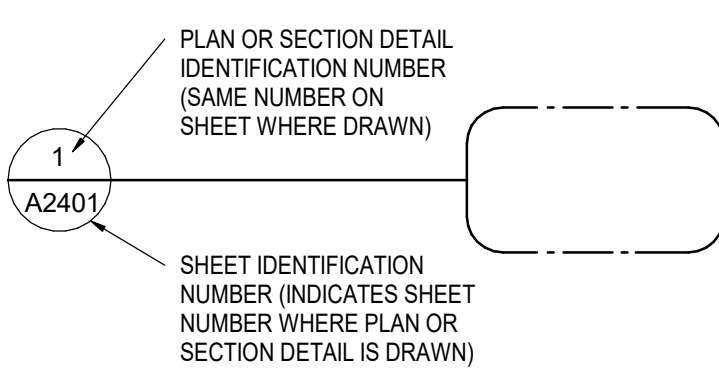 PLAN OR SECTION DETAIL
IDENTIFICATION NUMBER
(SAME NUMBER ON
SHEET WHERE DRAWN)
1
A2401
SHEET IDENTIFICATION
NUMBER (INDICATES SHEET
NUMBER WHERE PLAN OR
SECTION DETAIL IS DRAWN)